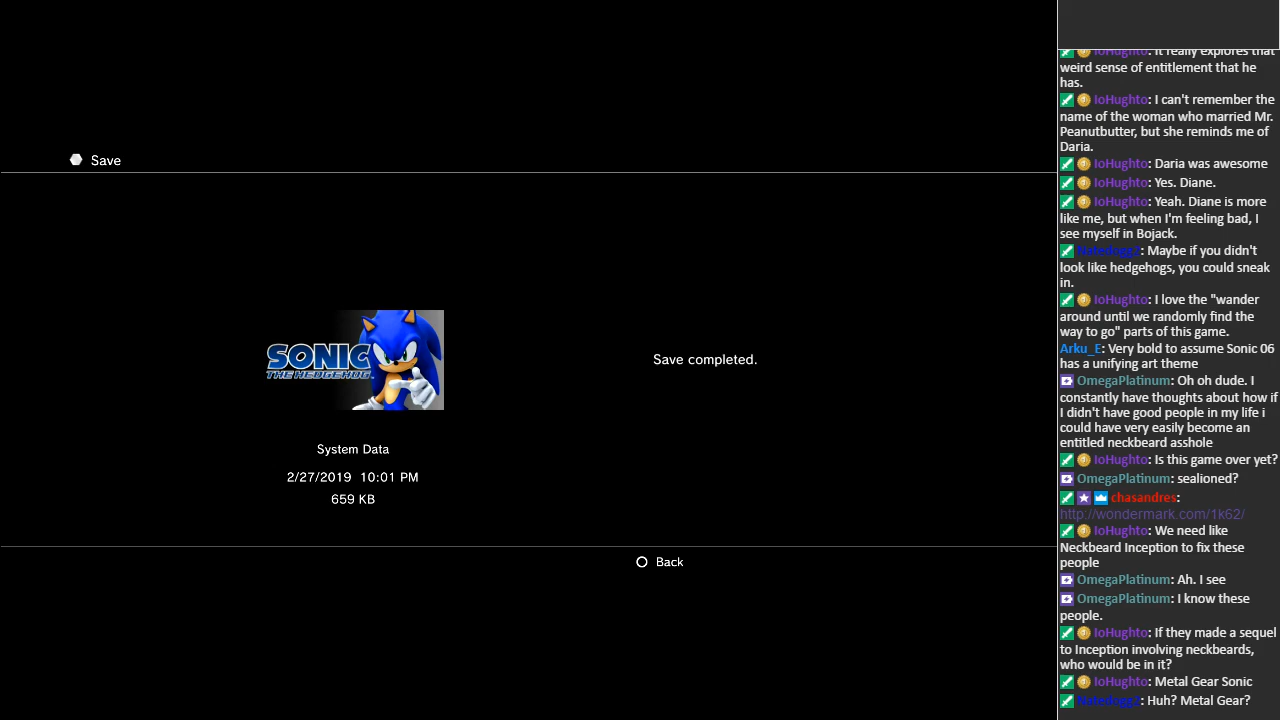 Save
SONIC
THE HEDGEHOG
System Data
2/27/2019 10:01 PM
659 KB
Save completed.
Back
IoHughto: It really explores that
weird sense of entitlement that he
has.
IoHughto: I can't remember the
name of the woman who married Mr.
Peanutbutter, but she reminds me of
Daria.
IoHughto: Daria was awesome
IoHughto: Yes. Diane.
IoHughto: Yeah. Diane is more
like me, but when I'm feeling bad, I
see myself in Bojack.
Natedogg2: Maybe if you didn't
look like hedgehogs, you could sneak
in.
IoHughto: I love the "wander
around until we randomly find the
way to go" parts of this game.
Arku_E: Very bold to assume Sonic 06
has a unifying art theme
OmegaPlatinum: Oh oh dude. I
constantly have thoughts about how if
I didn't have good people in my life i
could have very easily become an
entitled neckbeard asshole
IoHughto: Is this game over yet?
OmegaPlatinum: sealioned?
chasandres:
http://wondermark.com/1k62/
IoHughto: We need like
Neckbeard Inception to fix these
people
OmegaPlatinum: Ah. I see
OmegaPlatinum: I know these
people.
IoHughto: If they made a sequel
to Inception involving neckbeards,
who would be in it?
IoHughto: Metal Gear Sonic
Natedogg2: Huh? Metal Gear?